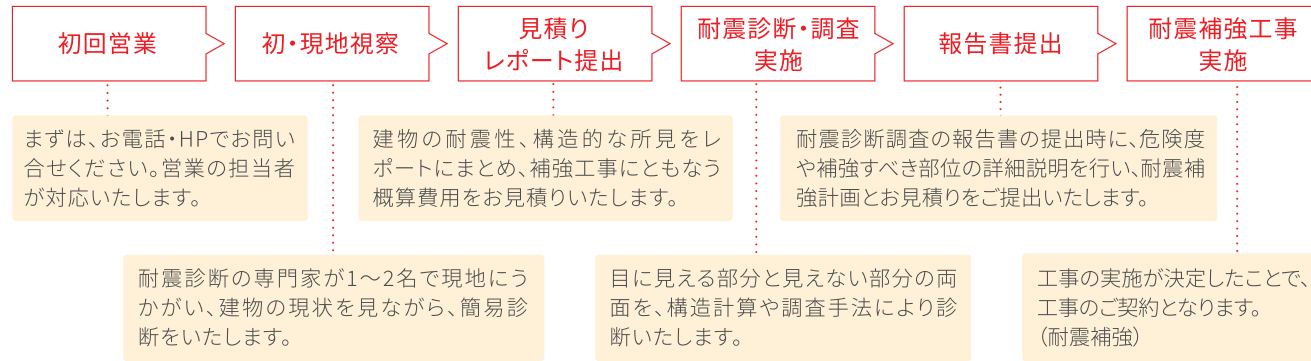 初回営業
初・現地視察
見積り
レポート提出
耐震診断・調査
実施
報告書提出
耐震補強工事
実施
まずは、お電話・HPでお問い
合せください。営業の担当者
が対応いたします。
建物の耐震性、構造的な所見をレ
ポートにまとめ、補強工事にともなう
概算費用をお見積りいたします。
耐震診断調査の報告書の提出時に、危険度
や補強すべき部位の詳細説明を行い、耐震補
強計画とお見積りをご提出いたします。
耐震診断の専門家が1〜2名で現地にう
かがい、建物の現状を見ながら、簡易診
断をいたします。
目に見える部分と見えない部分の両
面を、構造計算や調査手法により診
断いたします。
工事の実施が決定したことで、
工事のご契約となります。
（耐震補強）